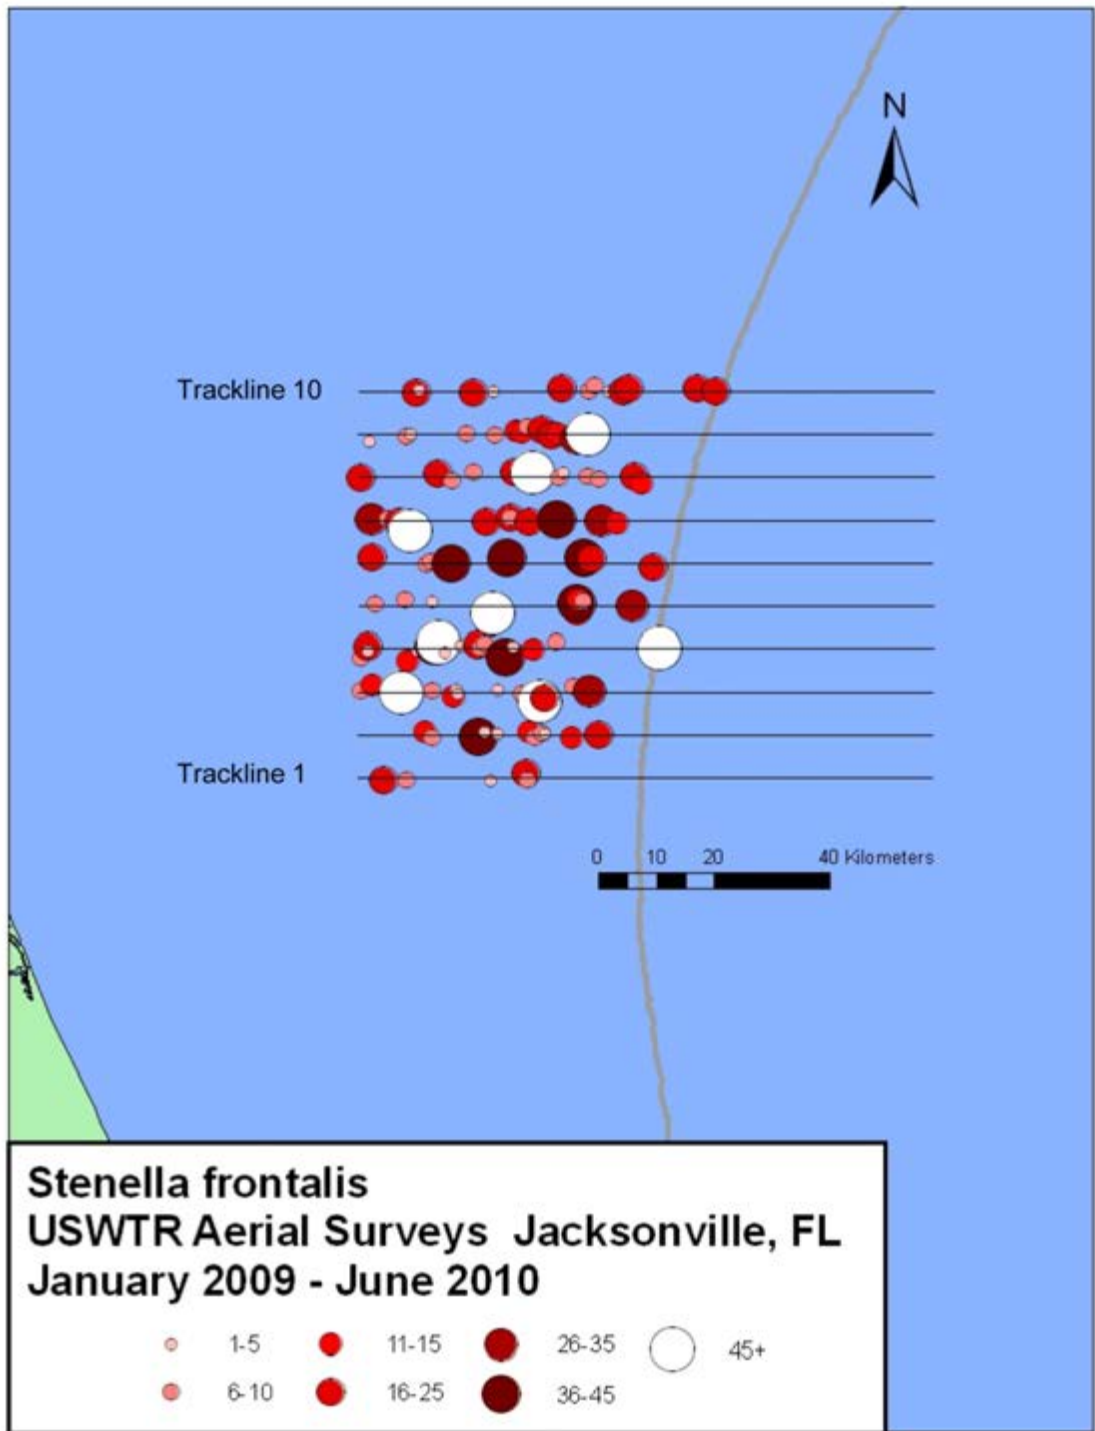 N
Trackline 10
Trackline 1
0 10 20 40 Kilometers
Stenella frontalis
USWTR Aerial Surveys Jacksonville, FL
January 2009 - June 2010
1-5 11-15 26-35 45+
6-10 16-25 36-45